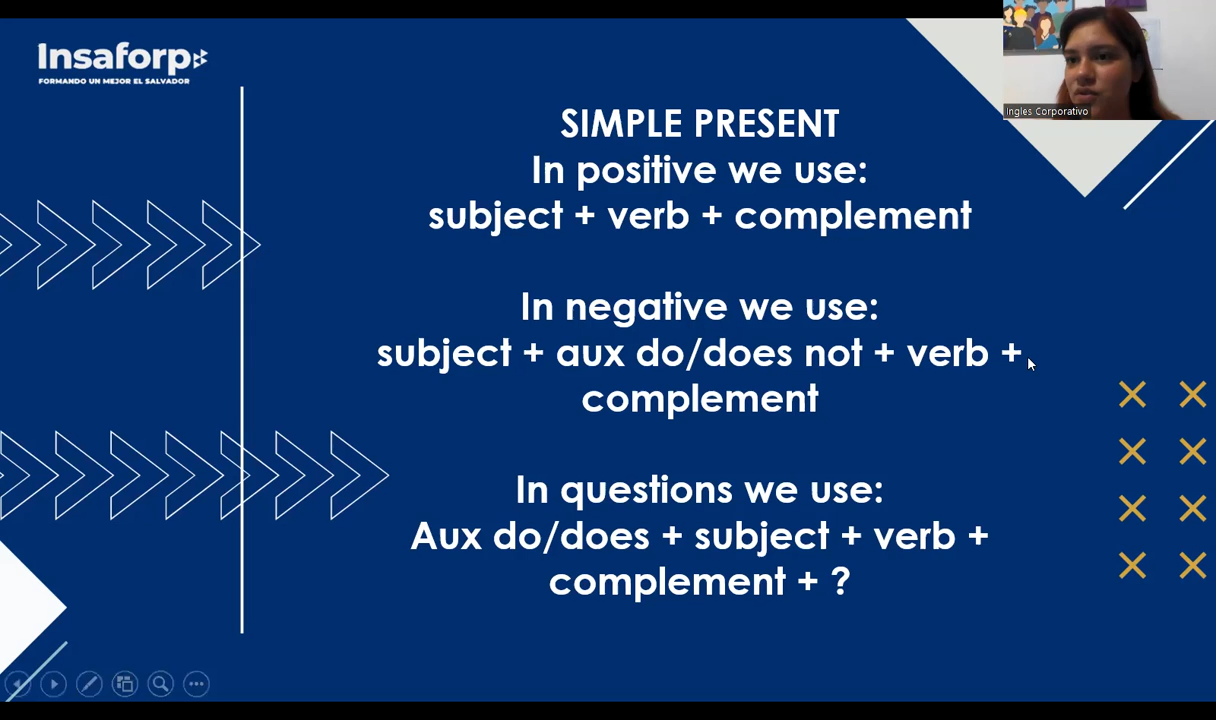 Insaforp
FORMANDO UN MEJOR EL SALVADOR
Ingles Corporativo
SIMPLE PRESENT
In positive we use:
subject + verb + complement
In negative we use:
subject + aux do/does not + verb +
complement
In questions we use:
Aux do/does + subject + verb +
complement + ?